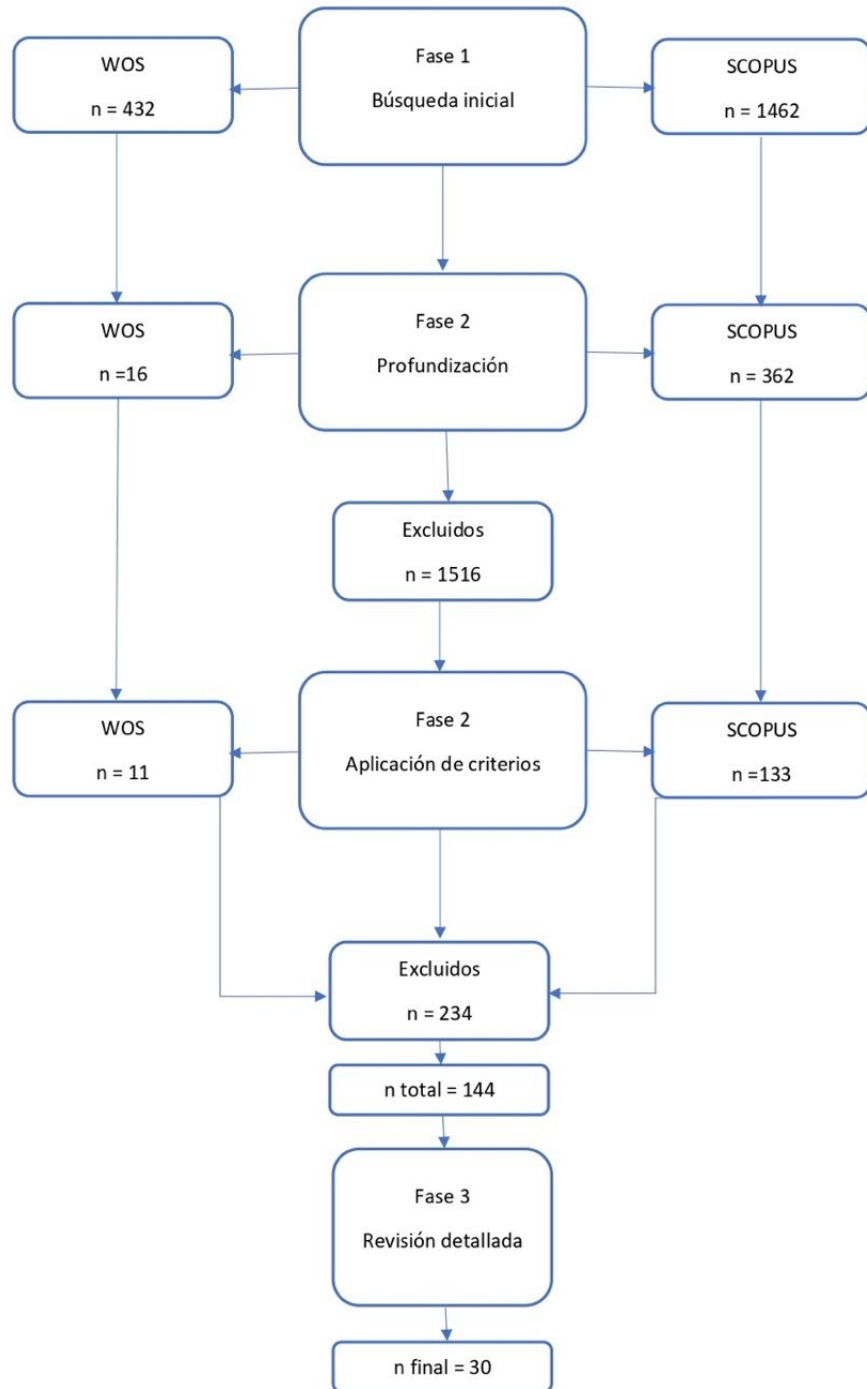 WOS
n = 432
Fase 1
Búsqueda inicial
SCOPUS
n = 1462
WOS
n =16
Fase 2
Profundización
SCOPUS
n = 362
Excluidos
n = 1516
WOS
n = 11
Fase 2
Aplicación de criterios
SCOPUS
n =133
Excluidos
n = 234
n total = 144
Fase 3
Revisión detallada
n final = 30